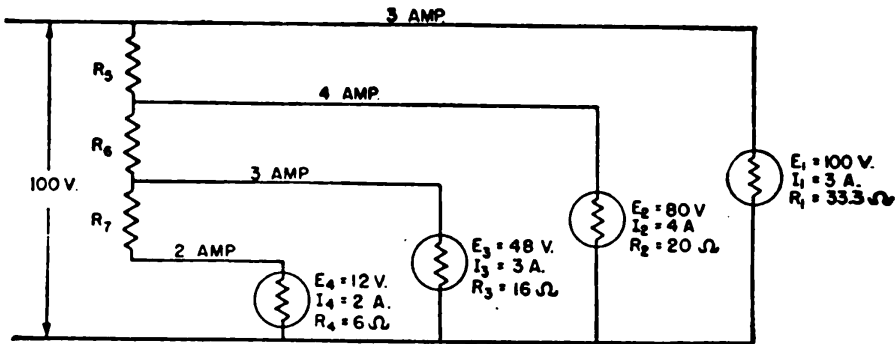 3 AMP.
R5
4 AMP.
R6
100 V.
3 AMP
R7
2 AMP
E1 = 100 V.
I1 = 3 A.
R1 = 33.3 Ω
E2 = 80 V
I2 = 4 A
R2 = 20 Ω
E3 = 48 V.
I3 = 3 A.
R3 = 16 Ω
E4 = 12 V.
I4 = 2 A.
R4 = 6 Ω